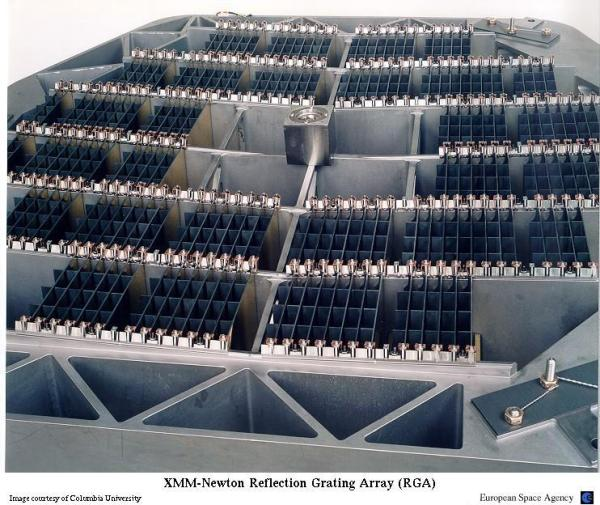 XMM-Newton Reflection Grating Array (RGA)
Image courtesy of Columbia University
European Space Agency